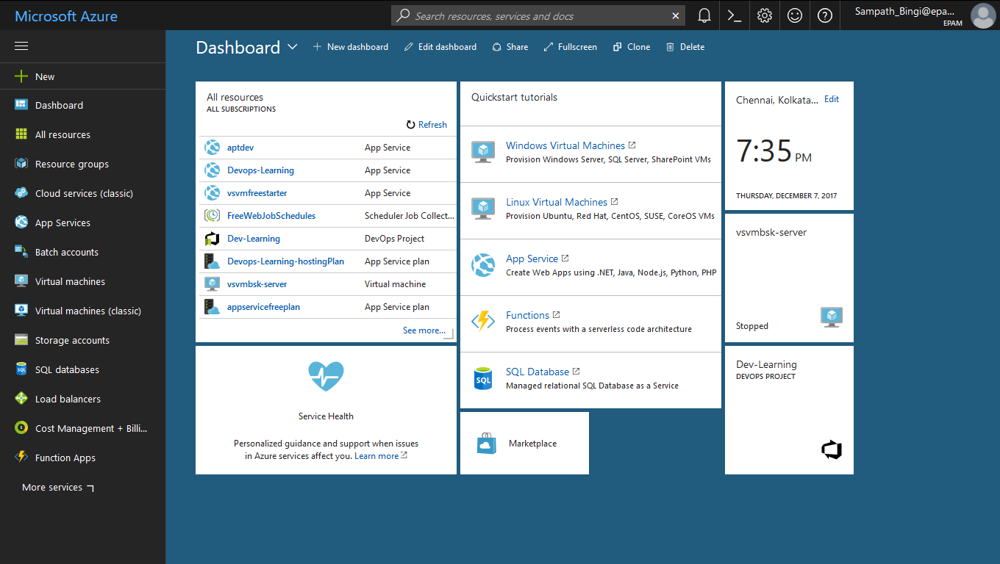 Microsoft Azure
Search resources, services and docs
Sampath_Bingi@epa...
EPAM
New
Dashboard
All resources
Resource groups
Cloud services (classic)
App Services
Batch accounts
Virtual machines
Virtual machines (classic)
Storage accounts
SQL databases
Load balancers
Cost Management + Billi...
Function Apps
More services
Dashboard
New dashboard
Edit dashboard
Share
Fullscreen
Clone
Delete
All resources
ALL SUBSCRIPTIONS
Refresh
aptdev App Service
Devops-Learning App Service
vsvmfreestarter App Service
FreeWebJobSchedules Scheduler Job Collect...
Dev-Learning DevOps Project
Devops-Learning-hostingPlan App Service plan
vsvmbsk-server Virtual machine
appservicefreeplan App Service plan
See more...
Service Health
Personalized guidance and support when issues
in Azure services affect you. Learn more
Quickstart tutorials
Windows Virtual Machines
Provision Windows Server, SQL Server, SharePoint VMs
Linux Virtual Machines
Provision Ubuntu, Red Hat, CentOS, SUSE, CoreOS VMs
App Service
Create Web Apps using .NET, Java, Node.js, Python, PHP
Functions
Process events with a serverless code architecture
SQL
SQL Database
Managed relational SQL Database as a Service
Marketplace
Chennai, Kolkata... Edit
7:35 PM
THURSDAY, DECEMBER 7, 2017
vsvmbsk-server
Stopped
Dev-Learning
DEVOPS PROJECT